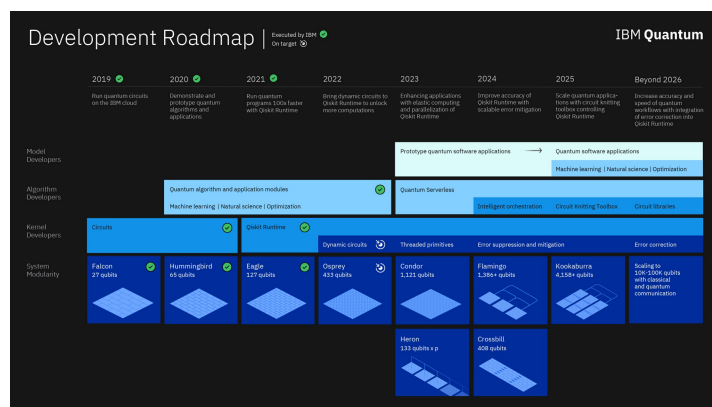 Development Roadmap
Executed by IBM
On target
IBM Quantum
2019
2020
2021
2022
2023
2024
2025
Beyond 2026
Run quantum circuits
on the IBM cloud
Demonstrate and
prototype quantum
algorithms and
applications
Run quantum
programs 100x faster
with Qiskit Runtime
Bring dynamic circuits to
Qiskit Runtime to unlock
more computations
Enhancing applications
with elastic computing
and parallelization of
Qiskit Runtime
Improve accuracy of
Qiskit Runtime with
scalable error mitigation
Scale quantum applica-
tions with circuit knitting
toolbox controlling
Qiskit Runtime
Increase accuracy and
speed of quantum
workflows with integration
of error correction into
Qiskit Runtime
Model
Developers
Prototype quantum software applications
Quantum software applications
Machine learning | Natural science | Optimization
Algorithm
Developers
Quantum algorithm and application modules
Machine learning | Natural science | Optimization
Quantum Serverless
Intelligent orchestration
Circuit Knitting Toolbox
Circuit libraries
Kernel
Developers
Circuits
Qiskit Runtime
Dynamic circuits
Threaded primitives
Error suppression and mitigation
Error correction
System
Modularity
Falcon
27 qubits
Hummingbird
65 qubits
Eagle
127 qubits
Osprey
433 qubits
Condor
1,121 qubits
Flamingo
1,386+ qubits
Kookaburra
4,158+ qubits
Scaling to
10K-100K qubits
with classical
and quantum
communication
Heron
133 qubits x p
Crossbill
408 qubits